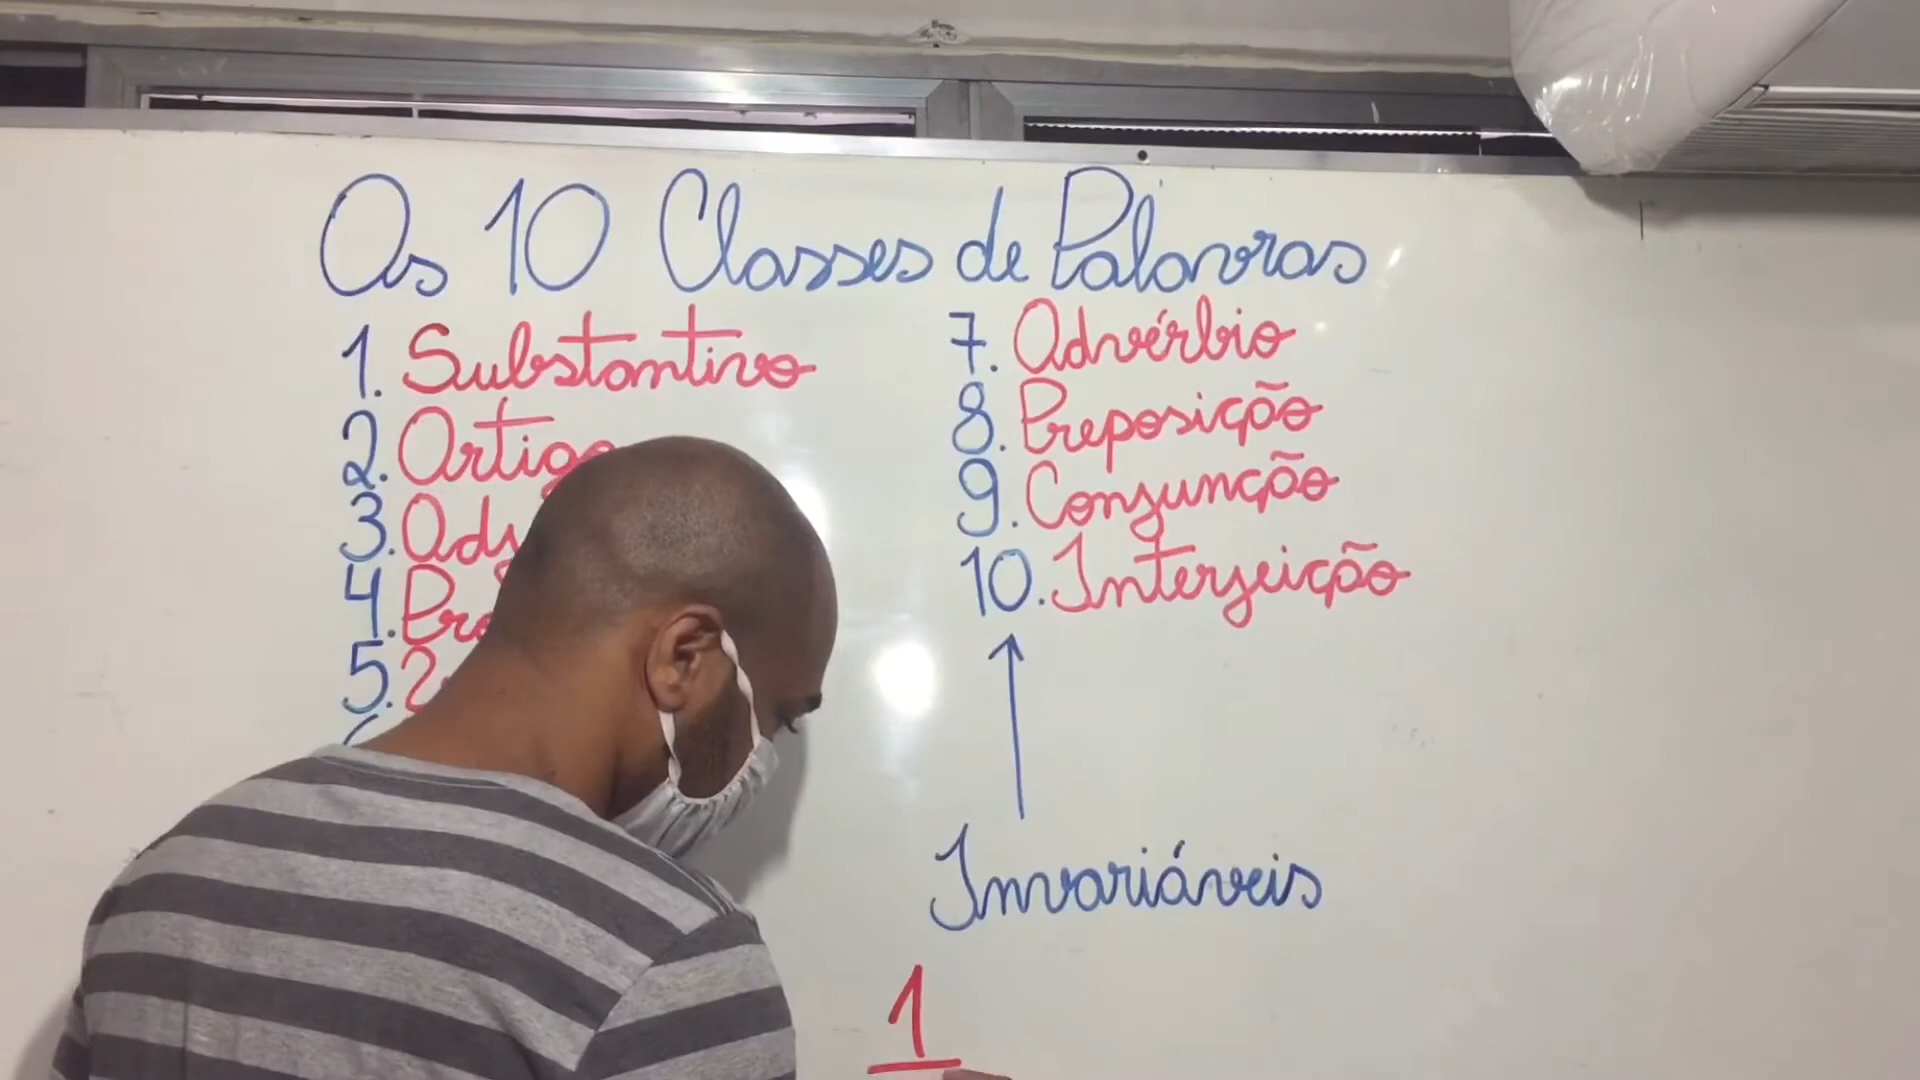 Os 10 Classes de Palavras
1. Substantivo
2. Artigo
3. Adj
4. Pro
5.
7. Advérbio
8. Preposição
9. Conjunção
10. Interjeição
Invariáveis
1